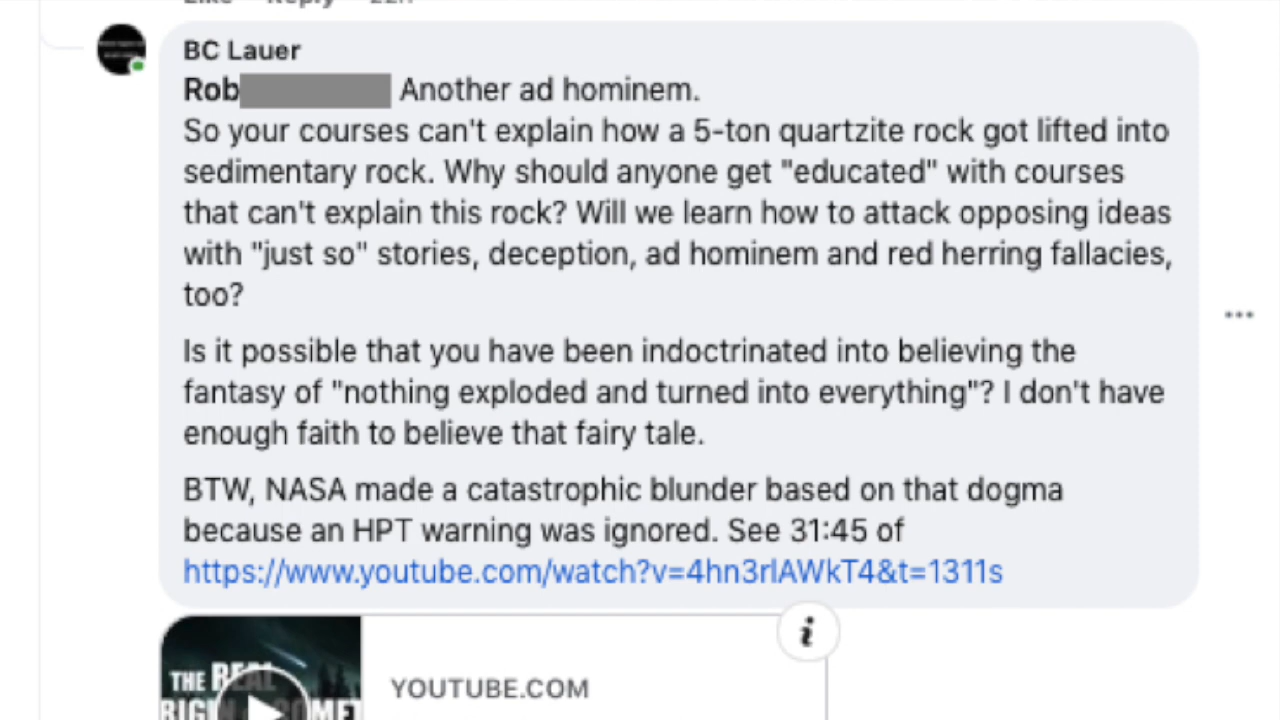 BC Lauer
Rob Another ad hominem.
So your courses can't explain how a 5-ton quartzite rock got lifted into
sedimentary rock. Why should anyone get "educated" with courses
that can't explain this rock? Will we learn how to attack opposing ideas
with "just so" stories, deception, ad hominem and red herring fallacies,
too?
Is it possible that you have been indoctrinated into believing the
fantasy of "nothing exploded and turned into everything"? I don't have
enough faith to believe that fairy tale.
BTW, NASA made a catastrophic blunder based on that dogma
because an HPT warning was ignored. See 31:45 of
https://www.youtube.com/watch?v=4hn3rlAWkT4&t=1311s
THE REAL
YOUTUBE.COM